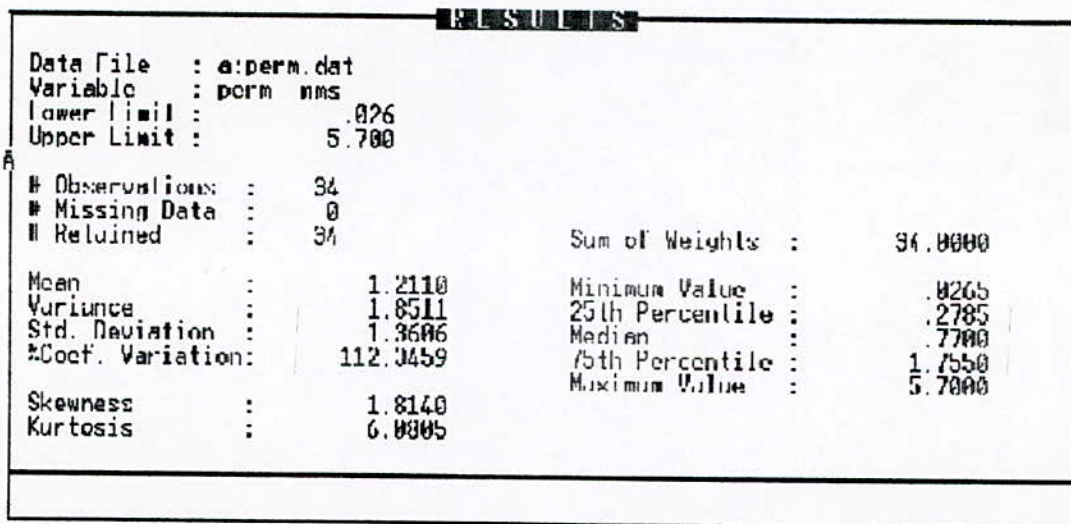 RESULTS
Data File : a:perm.dat
Variable : perm nms
Lower Limit : .026
Upper Limit : 5.700
# Observations : 34
# Missing Data : 0
# Retained : 34
Sum of Weights : 34.0000
Mean : 1.2110
Minimum Value : .0265
Variance : 1.8511
25th Percentile : .2785
Std. Deviation : 1.3606
Median : .7700
%Coef. Variation: 112.3459
75th Percentile : 1.7550
Maximum Value : 5.7000
Skewness : 1.8140
Kurtosis : 6.0805